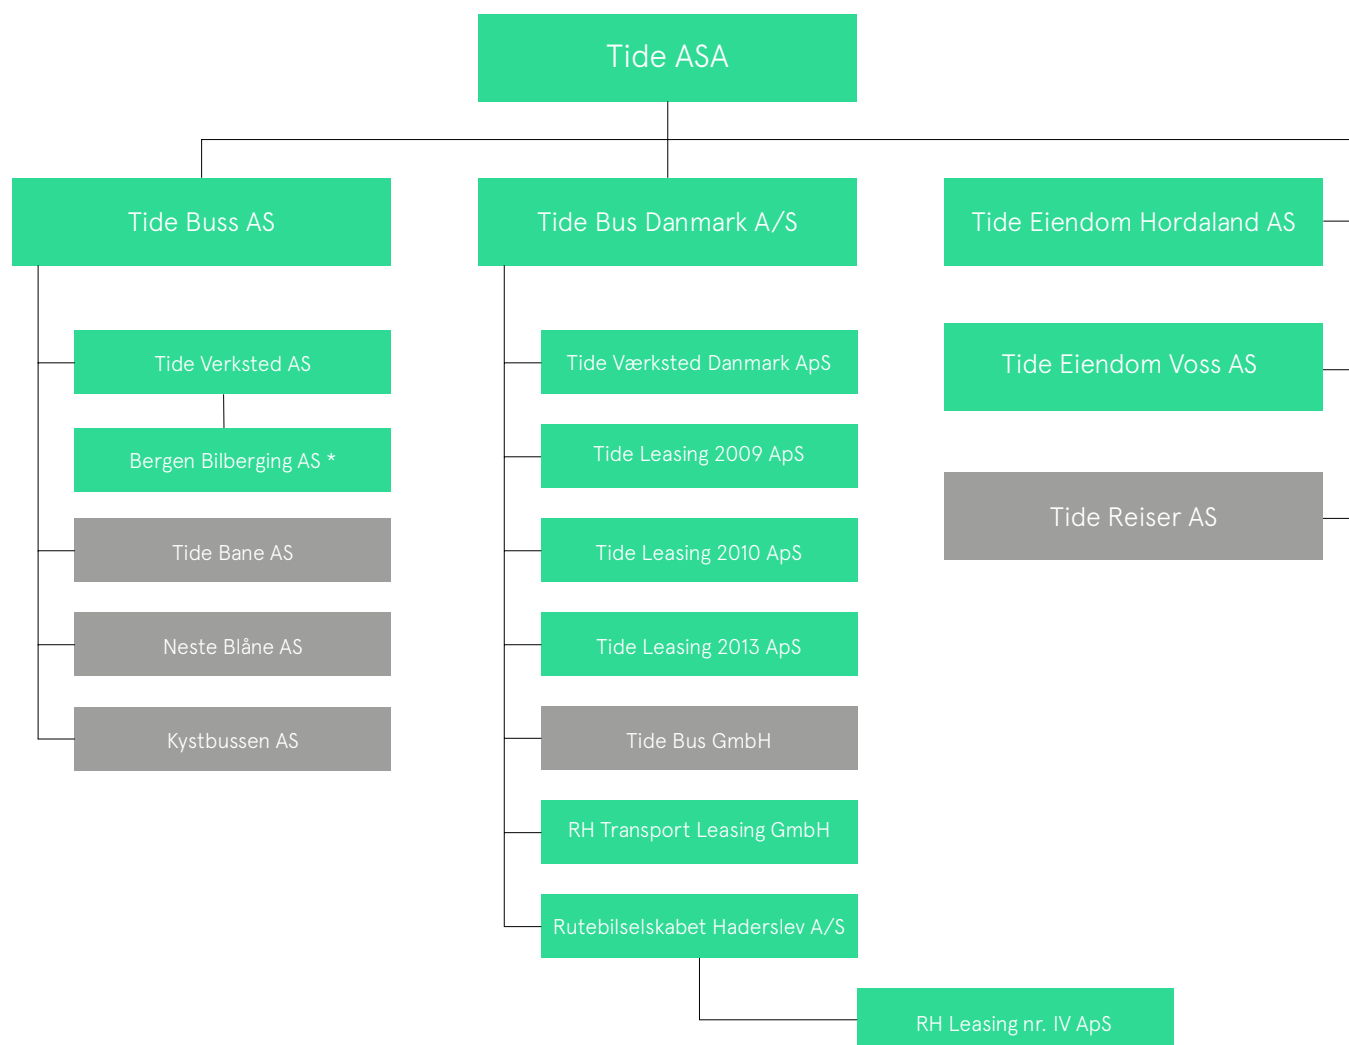 Tide ASA
Tide Buss AS
Tide Bus Danmark A/S
Tide Eiendom Hordaland AS
Tide Verksted AS
Bergen Bilberging AS *
Tide Bane AS
Neste Blåne AS
Kystbussen AS
Tide Værksted Danmark ApS
Tide Leasing 2009 ApS
Tide Leasing 2010 ApS
Tide Leasing 2013 ApS
Tide Bus GmbH
RH Transport Leasing GmbH
Rutebilselskabet Haderslev A/S
RH Leasing nr. IV ApS
Tide Eiendom Voss AS
Tide Reiser AS